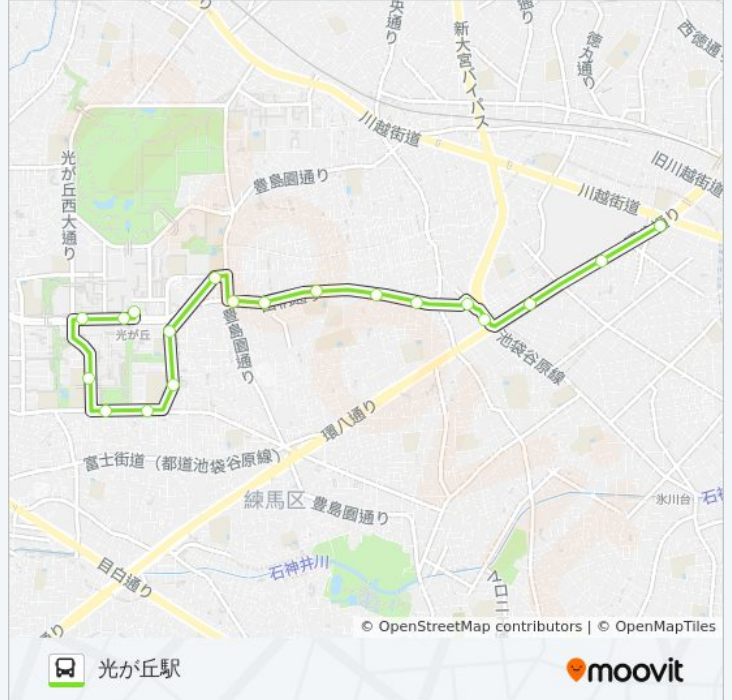 新大宮バイパス
徳丸通り
西徳通
川越街道
旧川越街道
豊島園通り
川越街道
光が丘西大通り
光が丘
豊島園通り
池袋谷原線
環八通り
富士街道（都道池袋谷原線）
練馬区
豊島園通り
氷川台
石神井川
目白通り
© OpenStreetMap contributors | © OpenMapTiles
光が丘駅
moovit